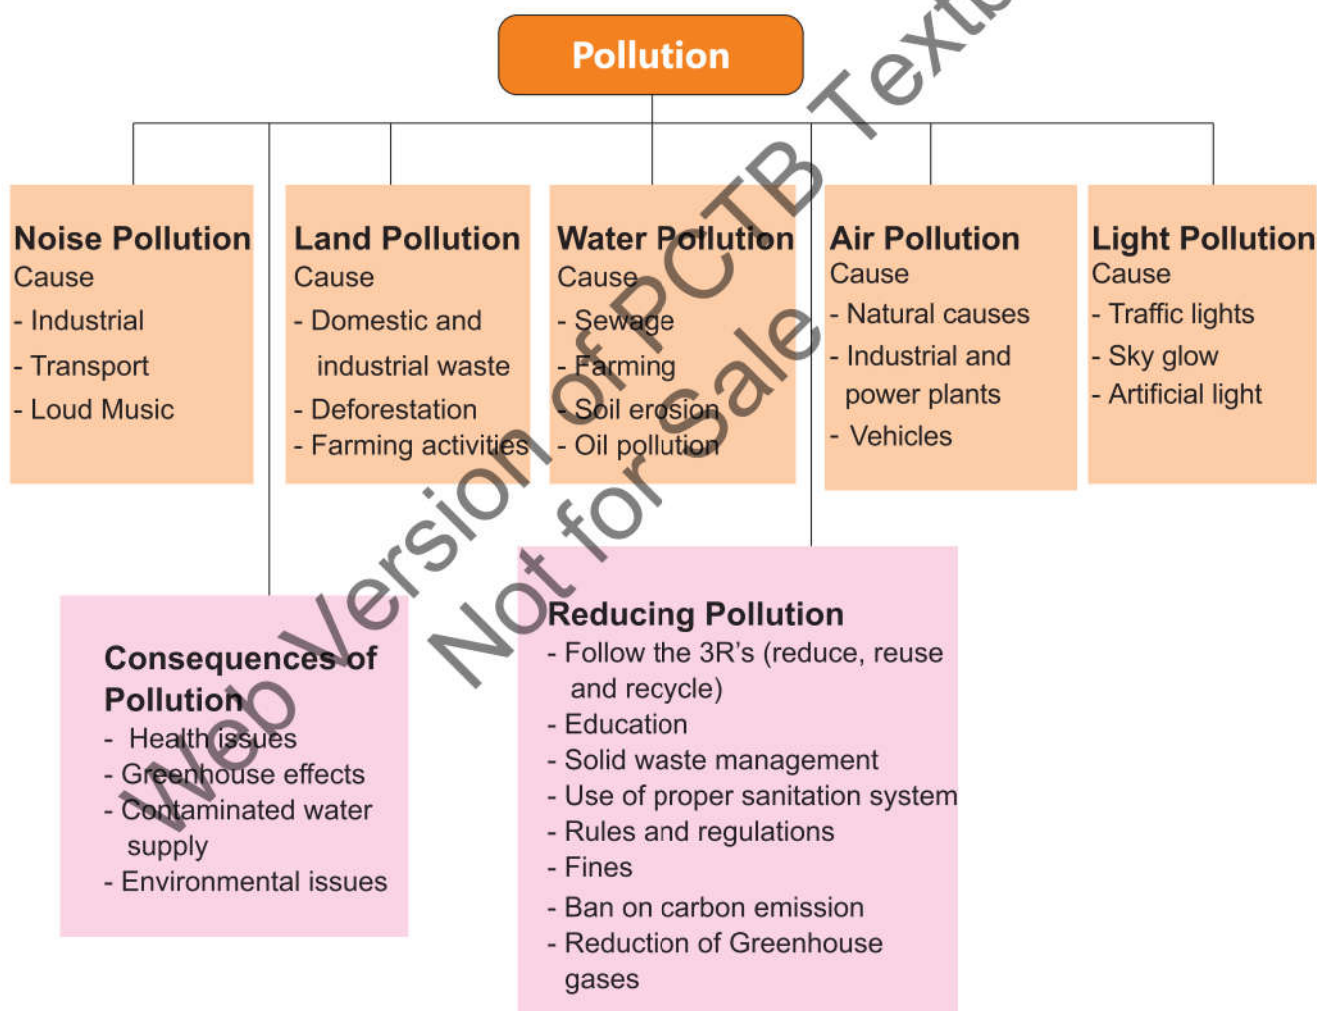 Pollution
Noise Pollution
Cause
- Industrial
- Transport
- Loud Music
Land Pollution
Cause
- Domestic and
industrial waste
- Deforestation
- Farming activities
Water Pollution
Cause
- Sewage
- Farming
- Soil erosion
- Oil pollution
Air Pollution
Cause
- Natural causes
- Industrial and
power plants
- Vehicles
Light Pollution
Cause
- Traffic lights
- Sky glow
- Artificial light
Consequences of
Pollution
- Health issues
- Greenhouse effects
- Contaminated water
supply
- Environmental issues
Reducing Pollution
- Follow the 3R's (reduce, reuse
and recycle)
- Education
- Solid waste management
- Use of proper sanitation system
- Rules and regulations
- Fines
- Ban on carbon emission
- Reduction of Greenhouse
gases
Web Version of PCTB
Not for Sale